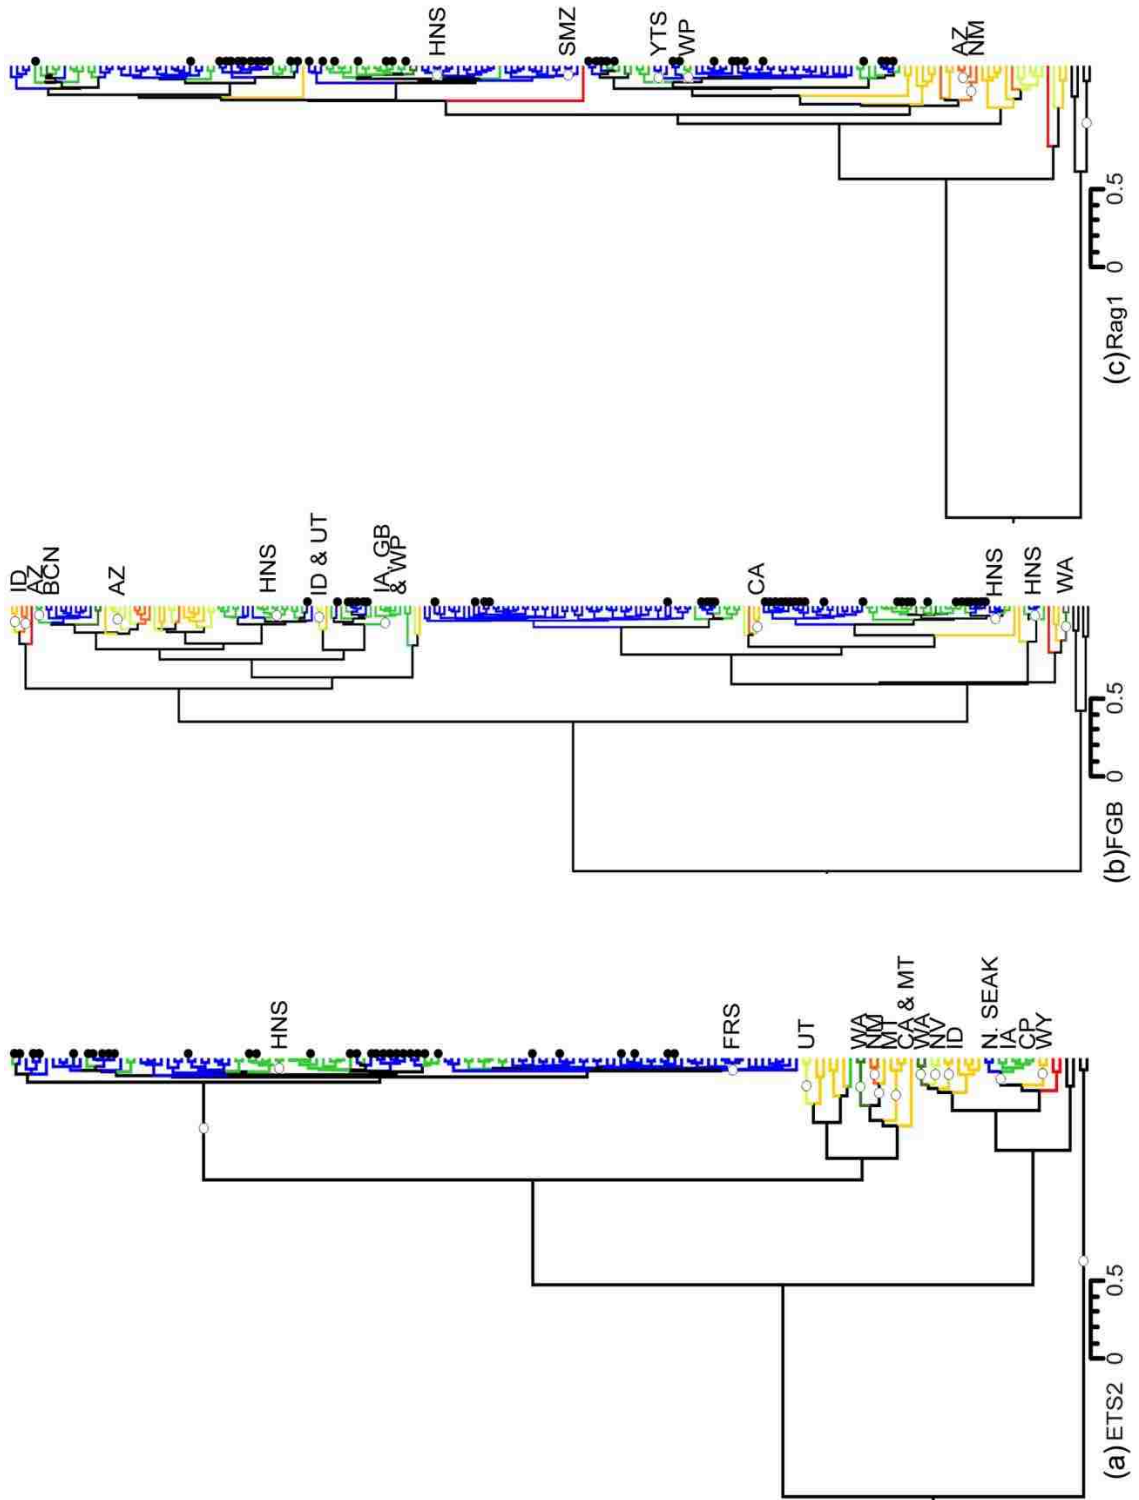 HNS
FRS
UT
WA
NM
MT
CA & MT
WA
NV
ID
N. SEAK
IA
CP
WY
0 0.5
(a) ETS2
ID
AZ
BCN
AZ
HNS
ID & UT
IA, GB
& WP
CA
HNS
HNS
WA
0 0.5
(b) FGB
HNS
SMZ
YTS
WP
AZ
NM
0 0.5
(c) Rag1